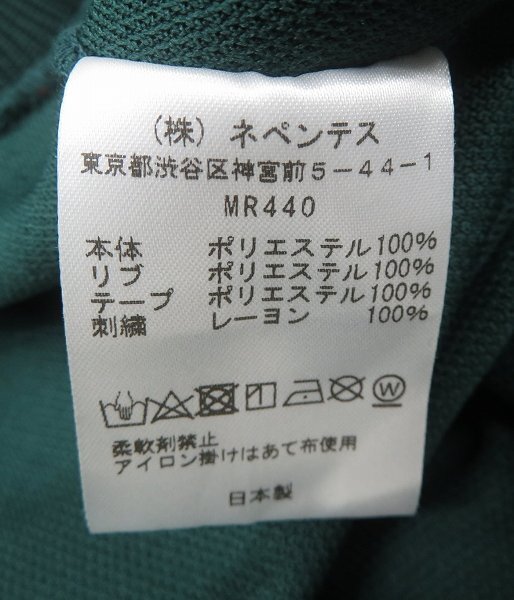 （株）ネペンテス
東京都渋谷区神宮前5－44－1
MR440
本体 ポリエステル100%
リブ ポリエステル100%
テープ ポリエステル100%
刺繍 レーヨン 100%
W
柔軟剤禁止
アイロン掛けはあて布使用
日本製